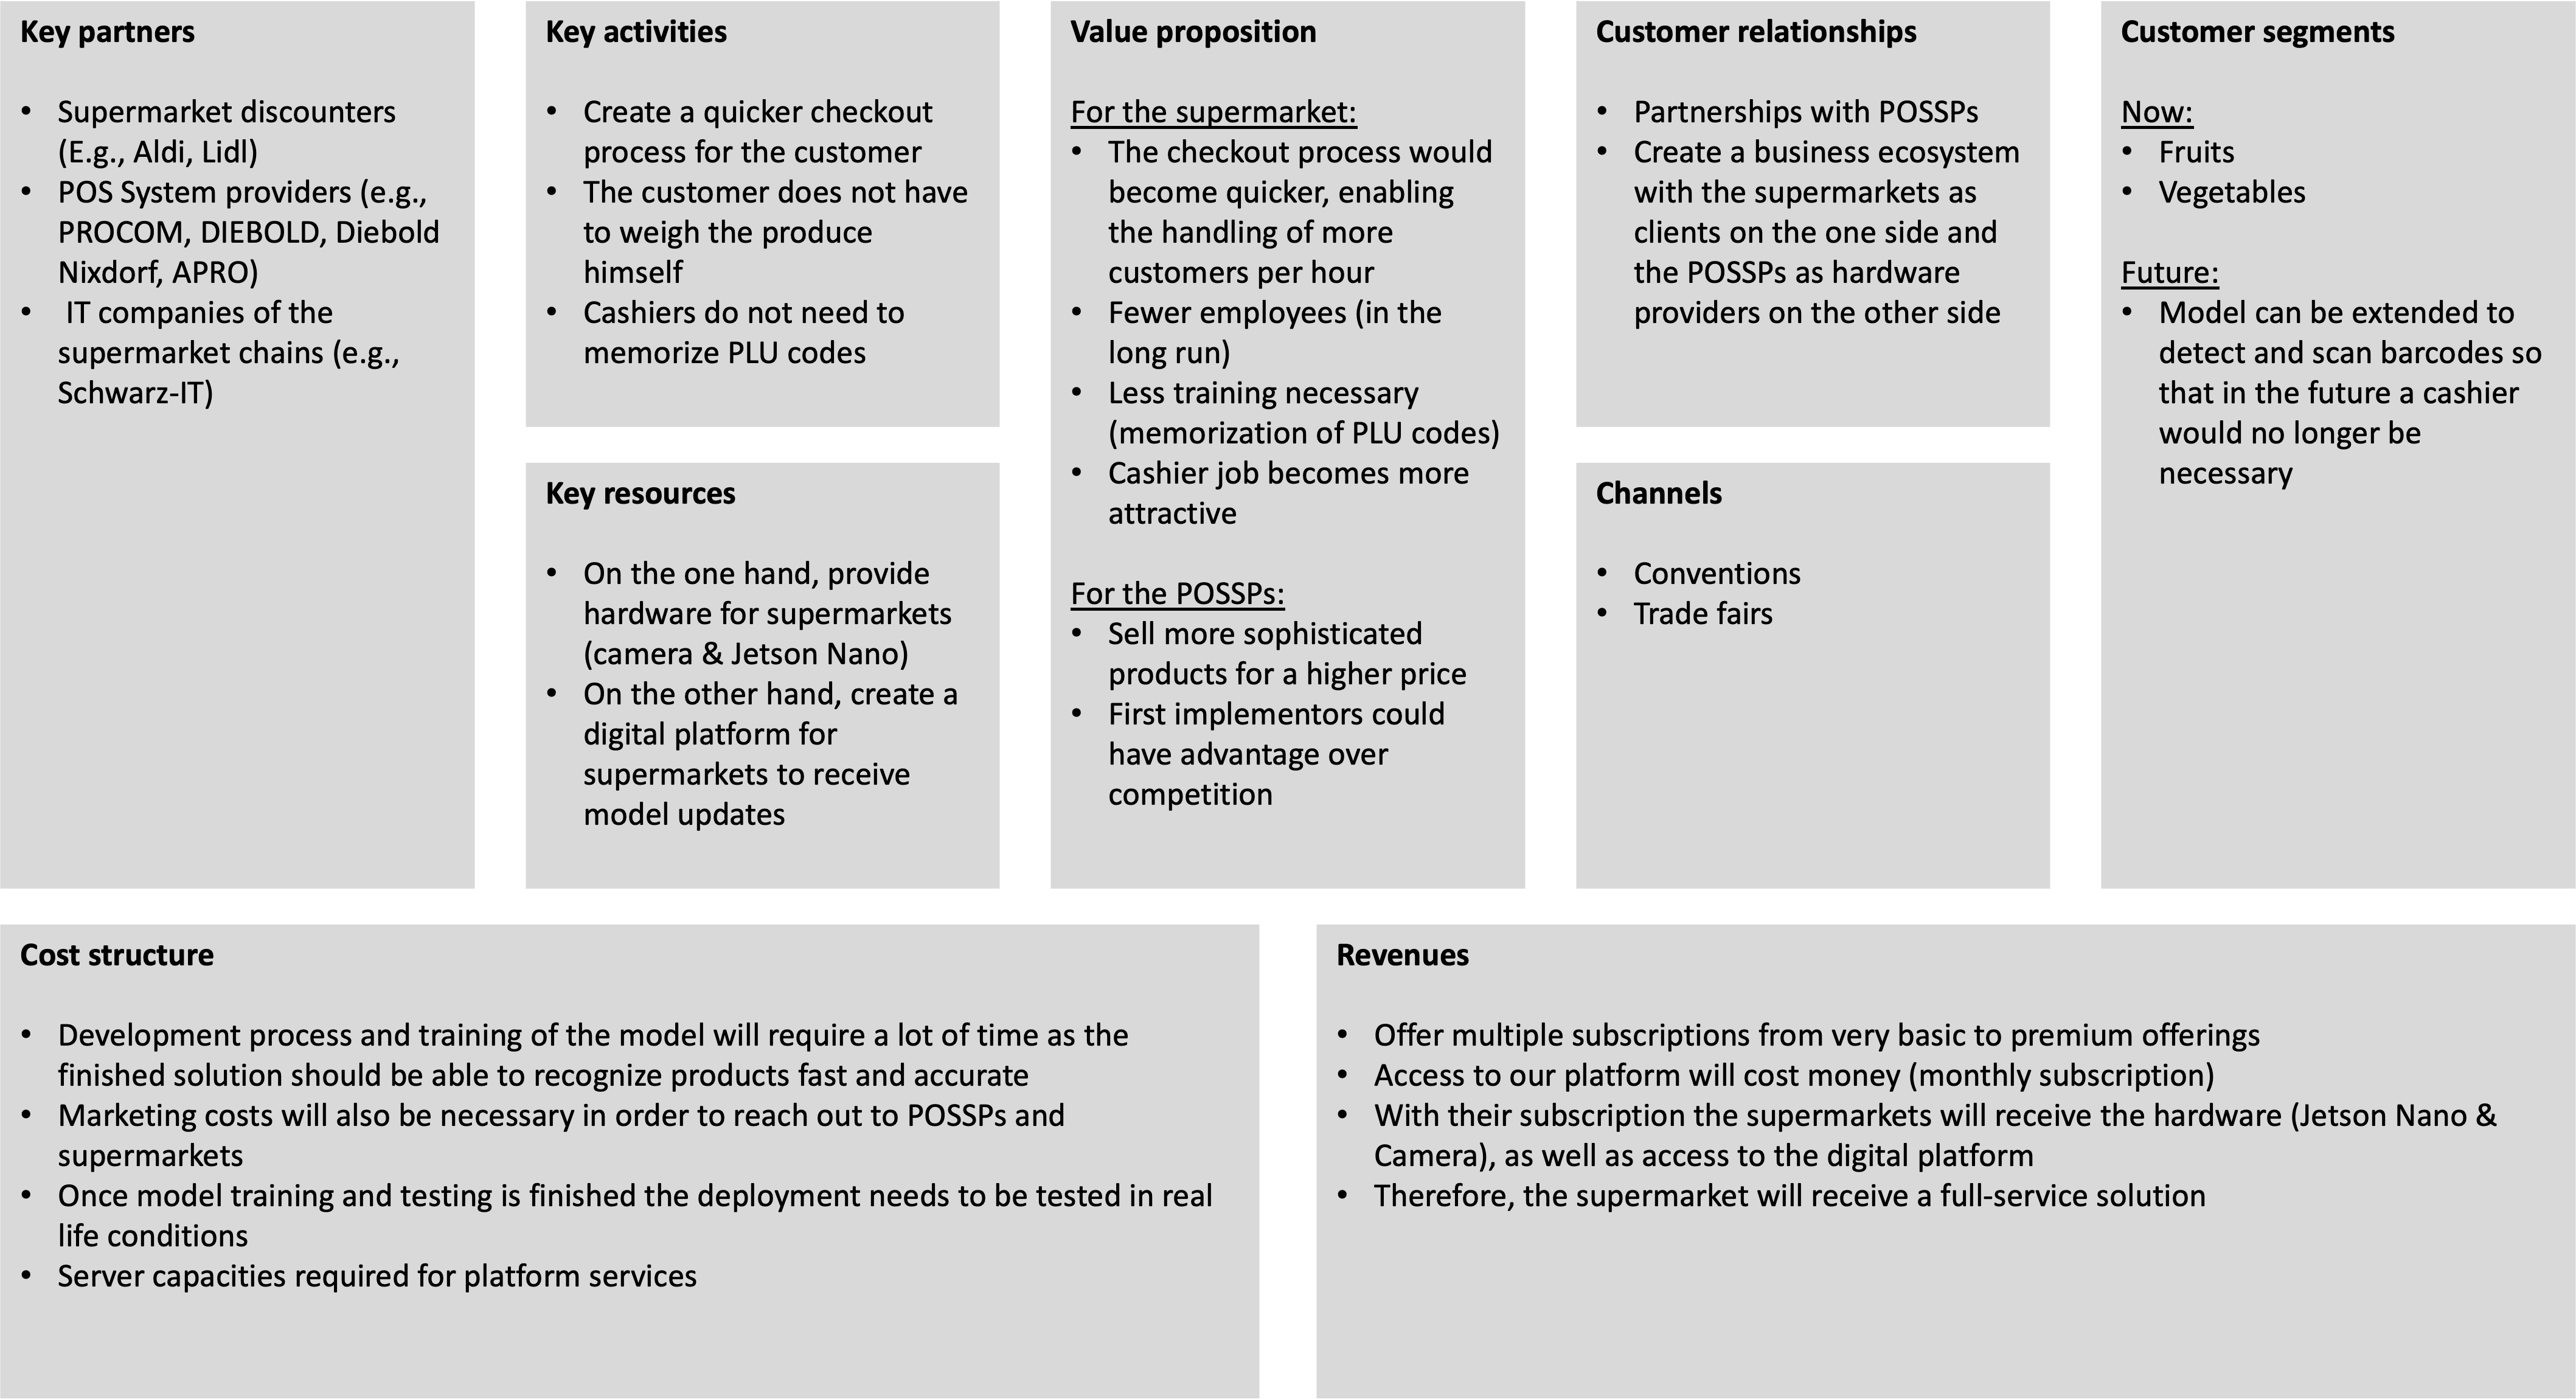 Key partners
• Supermarket discounters
(E.g., Aldi, Lidl)
• POS System providers (e.g.,
PROCOM, DIEBOLD, Diebold
Nixdorf, APRO)
• IT companies of the
supermarket chains (e.g.,
Schwarz-IT)
Key activities
• Create a quicker checkout
process for the customer
• The customer does not have
to weigh the produce
himself
• Cashiers do not need to
memorize PLU codes
Key resources
• On the one hand, provide
hardware for supermarkets
(camera & Jetson Nano)
• On the other hand, create a
digital platform for
supermarkets to receive
model updates
Value proposition
For the supermarket:
• The checkout process would
become quicker, enabling
the handling of more
customers per hour
• Fewer employees (in the
long run)
• Less training necessary
(memorization of PLU codes)
• Cashier job becomes more
attractive
For the POSSPs:
• Sell more sophisticated
products for a higher price
• First implementors could
have advantage over
competition
Customer relationships
• Partnerships with POSSPs
• Create a business ecosystem
with the supermarkets as
clients on the one side and
the POSSPs as hardware
providers on the other side
Channels
• Conventions
• Trade fairs
Customer segments
Now:
• Fruits
• Vegetables
Future:
• Model can be extended to
detect and scan barcodes so
that in the future a cashier
would no longer be
necessary
Cost structure
• Development process and training of the model will require a lot of time as the
finished solution should be able to recognize products fast and accurate
• Marketing costs will also be necessary in order to reach out to POSSPs and
supermarkets
• Once model training and testing is finished the deployment needs to be tested in real
life conditions
• Server capacities required for platform services
Revenues
• Offer multiple subscriptions from very basic to premium offerings
• Access to our platform will cost money (monthly subscription)
• With their subscription the supermarkets will receive the hardware (Jetson Nano &
Camera), as well as access to the digital platform
• Therefore, the supermarket will receive a full-service solution